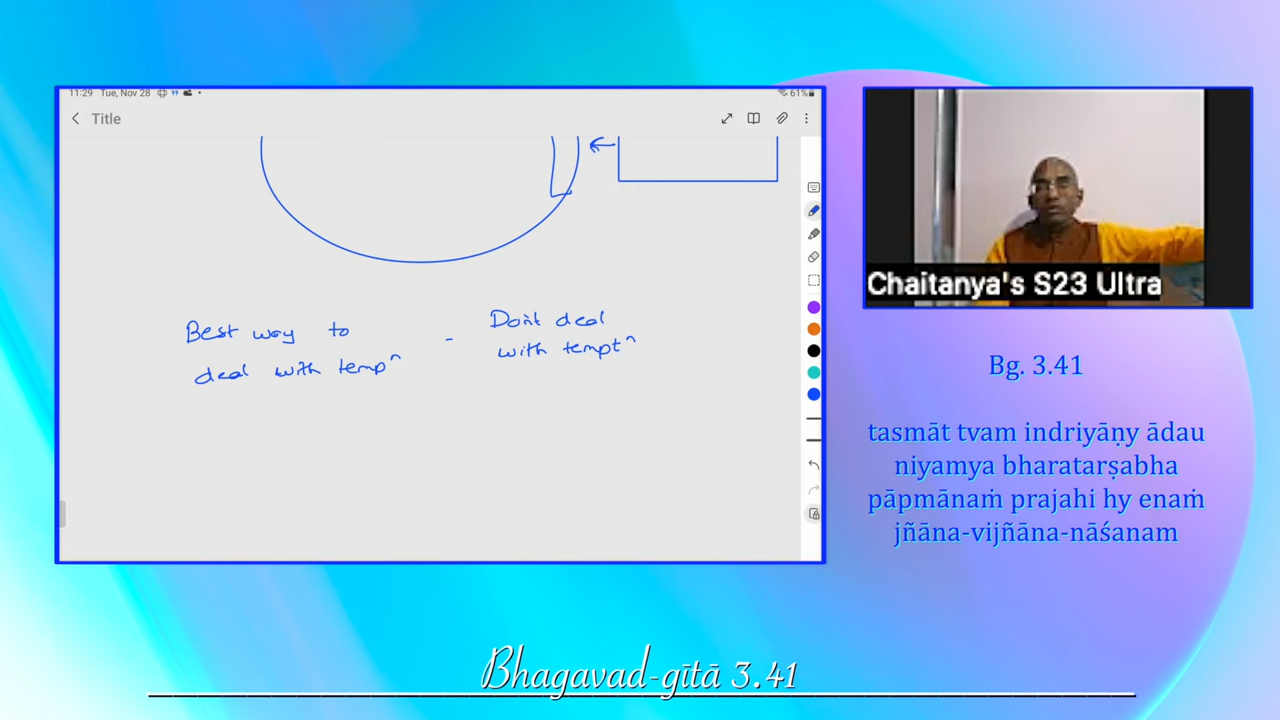 11:29 Tue, Nov 28
61%
Title
Best way to
deal with tempⁿ
-
Don't deal
with temptⁿ
Chaitanya's S23 Ultra
Bg. 3.41
tasmāt tvam indriyāṇy ādau
niyamya bharatarṣabha
pāpmānaṁ prajahi hy enaṁ
jñāna-vijñāna-nāśanam
Bhagavad-gītā 3.41